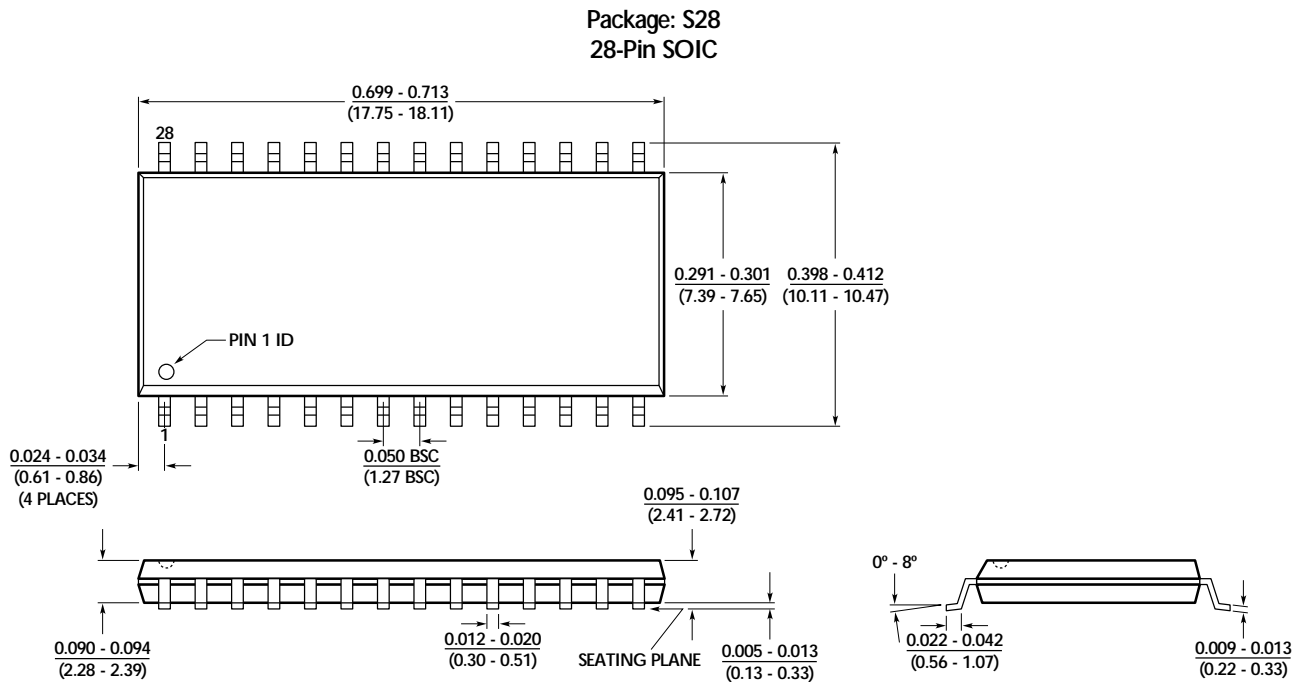 Package: S28
28-Pin SOIC
0.699 - 0.713
(17.75 - 18.11)
28
0.291 - 0.301
(7.39 - 7.65)
0.398 - 0.412
(10.11 - 10.47)
PIN 1 ID
1
0.024 - 0.034
(0.61 - 0.86)
(4 PLACES)
0.050 BSC
(1.27 BSC)
0.095 - 0.107
(2.41 - 2.72)
0º - 8º
0.090 - 0.094
(2.28 - 2.39)
0.012 - 0.020
(0.30 - 0.51)
SEATING PLANE
0.005 - 0.013
(0.13 - 0.33)
0.022 - 0.042
(0.56 - 1.07)
0.009 - 0.013
(0.22 - 0.33)